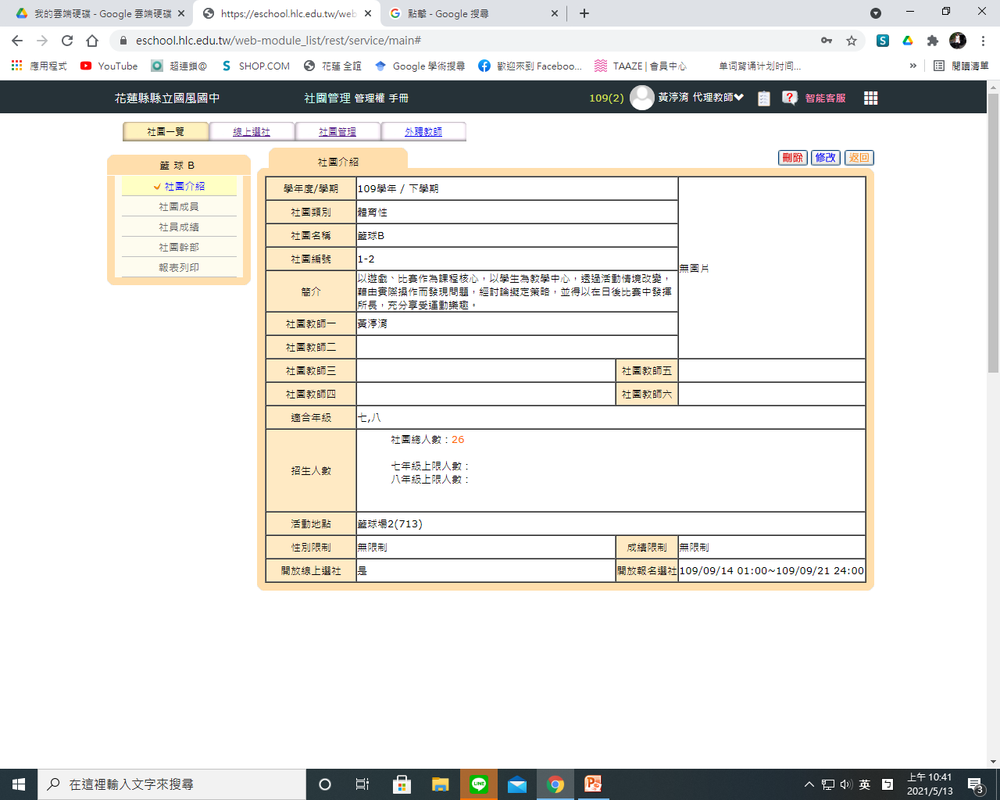 我的雲端硬碟 - Google 雲端硬碟
https://eschool.hlc.edu.tw/web
點擊 - Google 搜尋
eschool.hlc.edu.tw/web-module_list/rest/service/main#
應用程式
YouTube
超連鎖@
SHOP.COM
花蓮 全誼
Google 學術搜尋
歡迎來到 Faceboo...
TAAZE | 會員中心
单词背诵计划时间...
»
閱讀清單
花蓮縣縣立國風國中
社團管理 管理權 手冊
109(2)
代理教師
智能客服
社團一覽
線上選社
社團管理
外聘教師
籃 球 B
社團介紹
社團成員
社員成績
社團幹部
報表列印
社團介紹
刪除
修改
返回
學年度/學期
109學年 / 下學期
社團類別
體育性
社團名稱
籃球B
社團編號
1-2
無圖片
簡介
以遊戲、比賽作為課程核心，以學生為教學中心，透過活動情境改變，
藉由實際操作而發現問題，經討論擬定策略，並得以在日後比賽中發揮
所長，充分享受運動樂趣。
社團教師一
社團教師二
社團教師三
社團教師五
社團教師四
社團教師六
適合年級
七,八
招生人數
社團總人數：26
七年級上限人數：
八年級上限人數：
活動地點
籃球場2(713)
性別限制
無限制
成績限制
無限制
開放線上選社
是
開放報名選社
109/09/14 01:00~109/09/21 24:00
在這裡輸入文字來搜尋
LINE
英
ㄅ
上午 10:41
2021/5/13
3